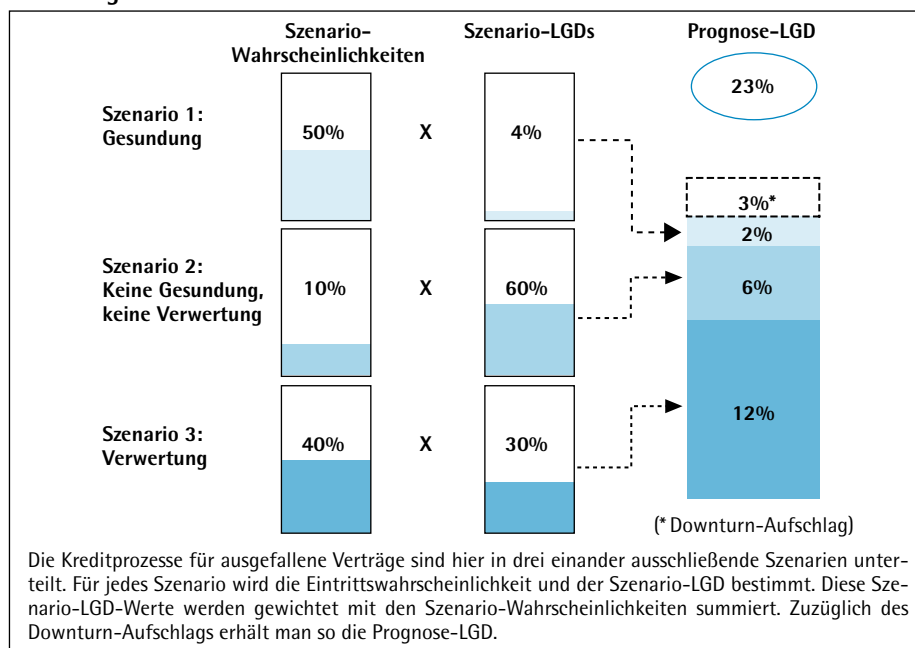 Szenario- Szenario-LGDs Prognose-LGD
Wahrscheinlichkeiten
23%
Szenario 1:
Gesundung
50% X 4%
3%*
2%
Szenario 2:
Keine Gesundung,
keine Verwertung
10% X 60% 6%
12%
Szenario 3:
Verwertung
40% X 30%
(* Downturn-Aufschlag)
Die Kreditprozesse für ausgefallene Verträge sind hier in drei einander ausschließende Szenarien unter-
teilt. Für jedes Szenario wird die Eintrittswahrscheinlichkeit und der Szenario-LGD bestimmt. Diese Sze-
nario-LGD-Werte werden gewichtet mit den Szenario-Wahrscheinlichkeiten summiert. Zuzüglich des
Downturn-Aufschlags erhält man so die Prognose-LGD.